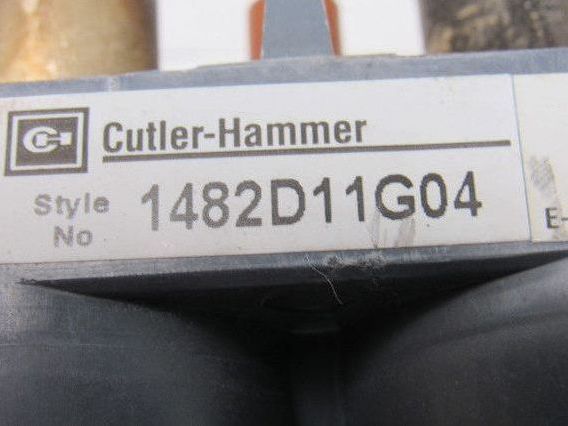 Cutler-Hammer
Style No 1482D11G04
E-